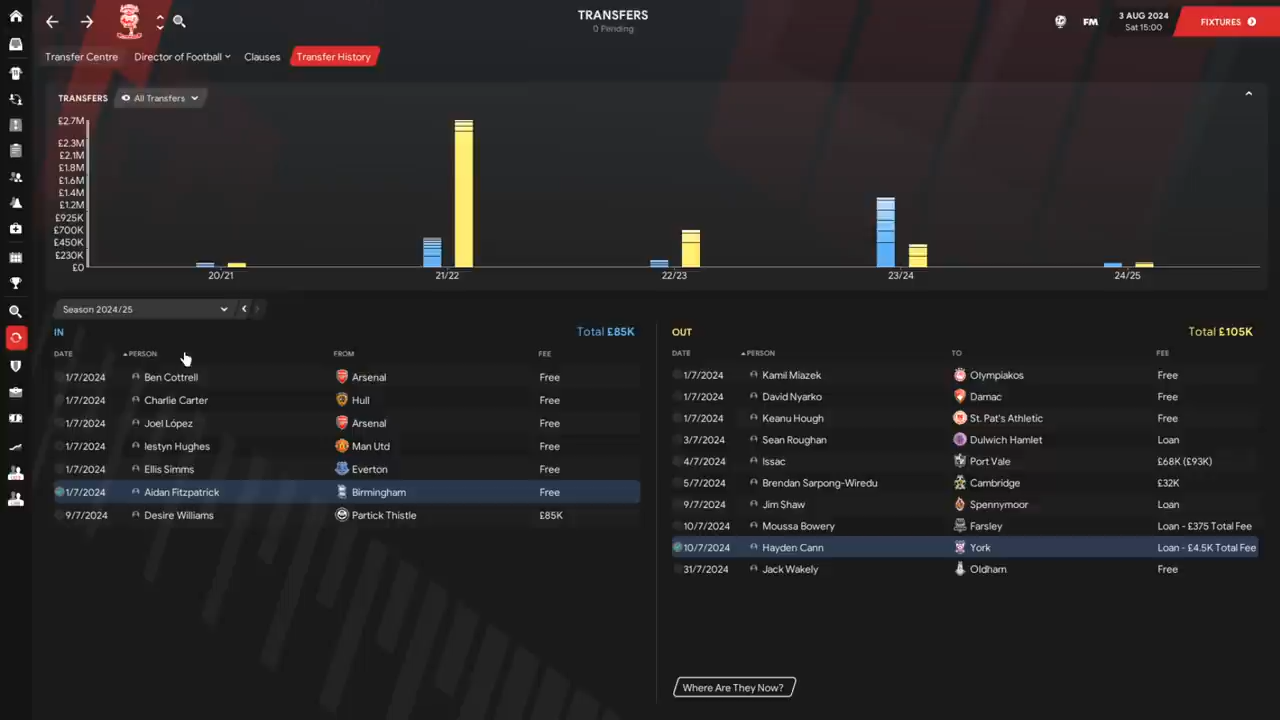 TRANSFERS
0 Pending
FM
3 AUG 2024
Sat 15:00
FIXTURES
Transfer Centre
Director of Football
Clauses
Transfer History
TRANSFERS
All Transfers
£2.7M
£2.3M
£2.1M
£1.8M
£1.6M
£1.4M
£1.2M
£925K
£700K
£450K
£230K
£0
20/21
21/22
22/23
23/24
24/25
Season 2024/25
IN
Total £85K
DATE PERSON FROM FEE
1/7/2024 Ben Cottrell Arsenal Free
1/7/2024 Charlie Carter Hull Free
1/7/2024 Joel López Arsenal Free
1/7/2024 Iestyn Hughes Man Utd Free
1/7/2024 Ellis Simms Everton Free
1/7/2024 Aidan Fitzpatrick Birmingham Free
9/7/2024 Desire Williams Partick Thistle £85K
OUT
Total £105K
DATE PERSON TO FEE
1/7/2024 Kamil Miazek Olympiakos Free
1/7/2024 David Nyarko Damac Free
1/7/2024 Keanu Hough St. Pat's Athletic Free
3/7/2024 Sean Roughan Dulwich Hamlet Loan
4/7/2024 Issac Port Vale £68K (£93K)
5/7/2024 Brendan Sarpong-Wiredu Cambridge £32K
9/7/2024 Jim Shaw Spennymoor Loan
10/7/2024 Moussa Bowery Farsley Loan - £375 Total Fee
10/7/2024 Hayden Cann York Loan - £4.5K Total Fee
31/7/2024 Jack Wakely Oldham Free
Where Are They Now?